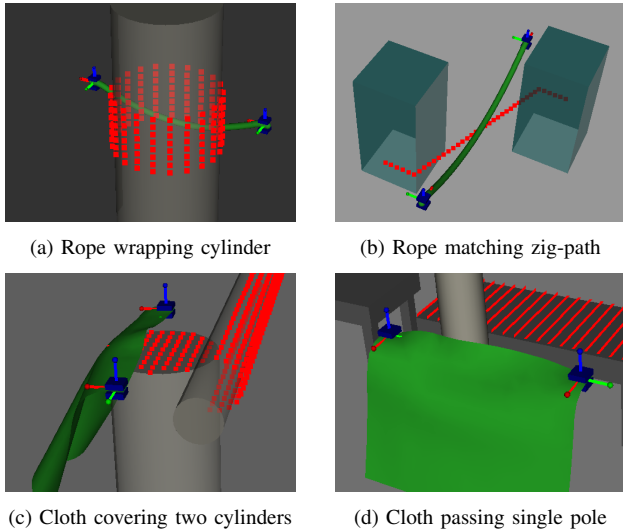 (a) Rope wrapping cylinder
(b) Rope matching zig-path
(c) Cloth covering two cylinders
(d) Cloth passing single pole